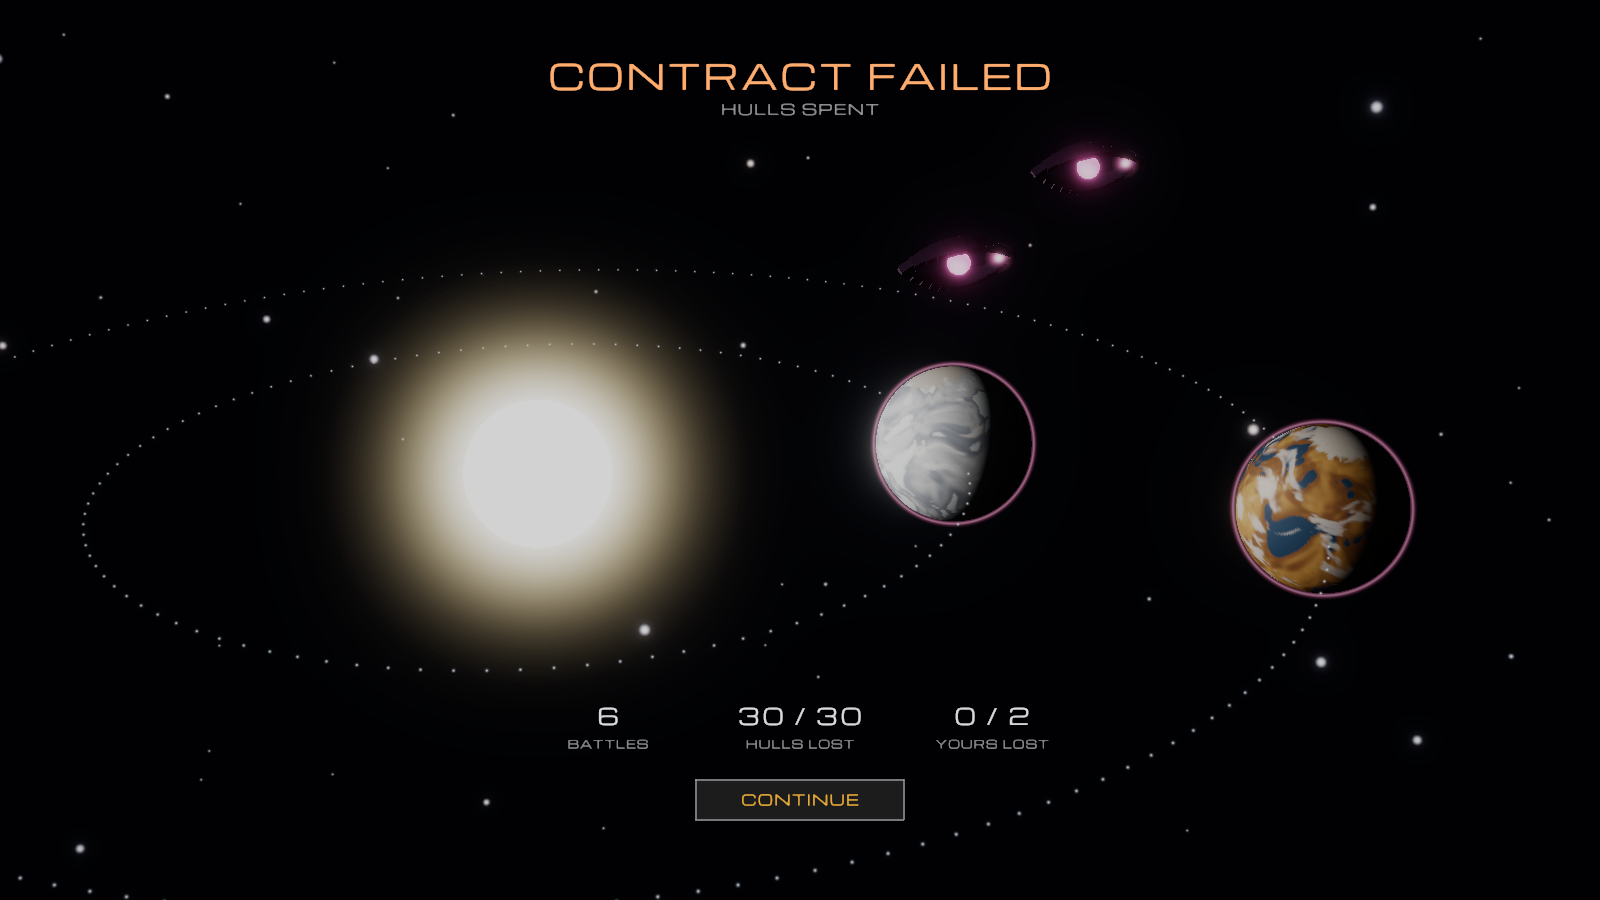 CONTRACT FAILED
HULLS SPENT
6
BATTLES
30 / 30
HULLS LOST
0 / 2
YOURS LOST
CONTINUE